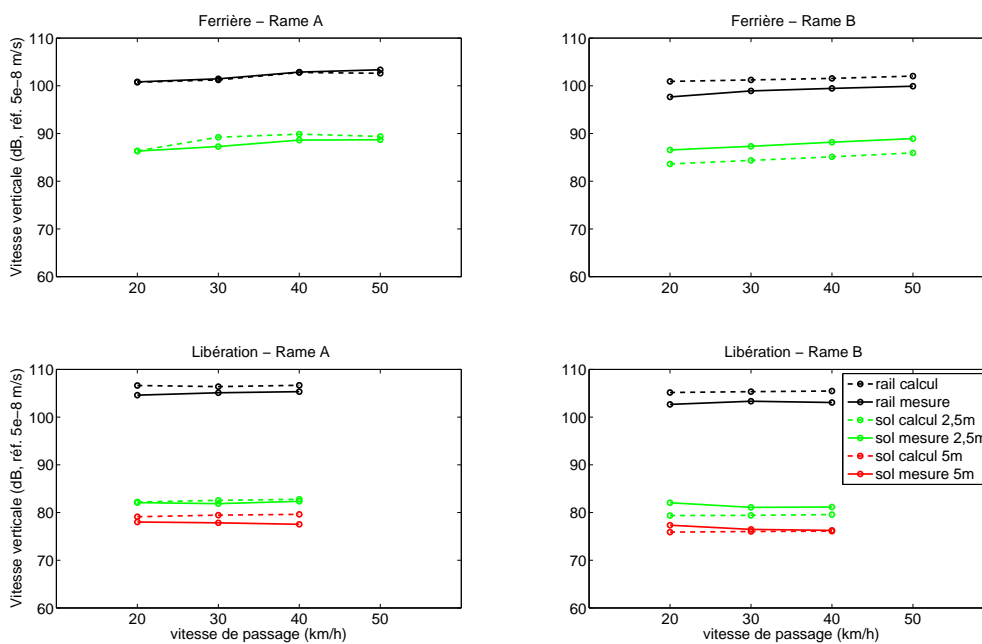 Ferrière – Rame A
Vitesse verticale (dB, réf. 5e−8 m/s)
110
100
90
80
70
60
20 30 40 50
Ferrière – Rame B
110
100
90
80
70
60
20 30 40 50
Libération – Rame A
Vitesse verticale (dB, réf. 5e−8 m/s)
110
100
90
80
70
60
20 30 40 50
vitesse de passage (km/h)
Libération – Rame B
110
100
90
80
70
60
20 30 40 50
vitesse de passage (km/h)
rail calcul
rail mesure
sol calcul 2,5m
sol mesure 2,5m
sol calcul 5m
sol mesure 5m